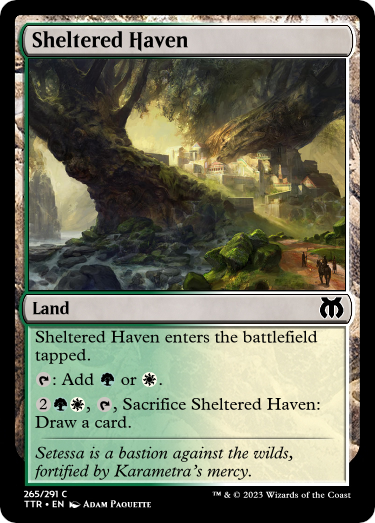 Sheltered Haven
Land
Sheltered Haven enters the battlefield
tapped.
: Add or .
2 , , Sacrifice Sheltered Haven:
Draw a card.
Setessa is a bastion against the wilds,
fortified by Karametra's mercy.
265/291 C
TTR • EN Adam Paquette
™ & © 2023 Wizards of the Coast